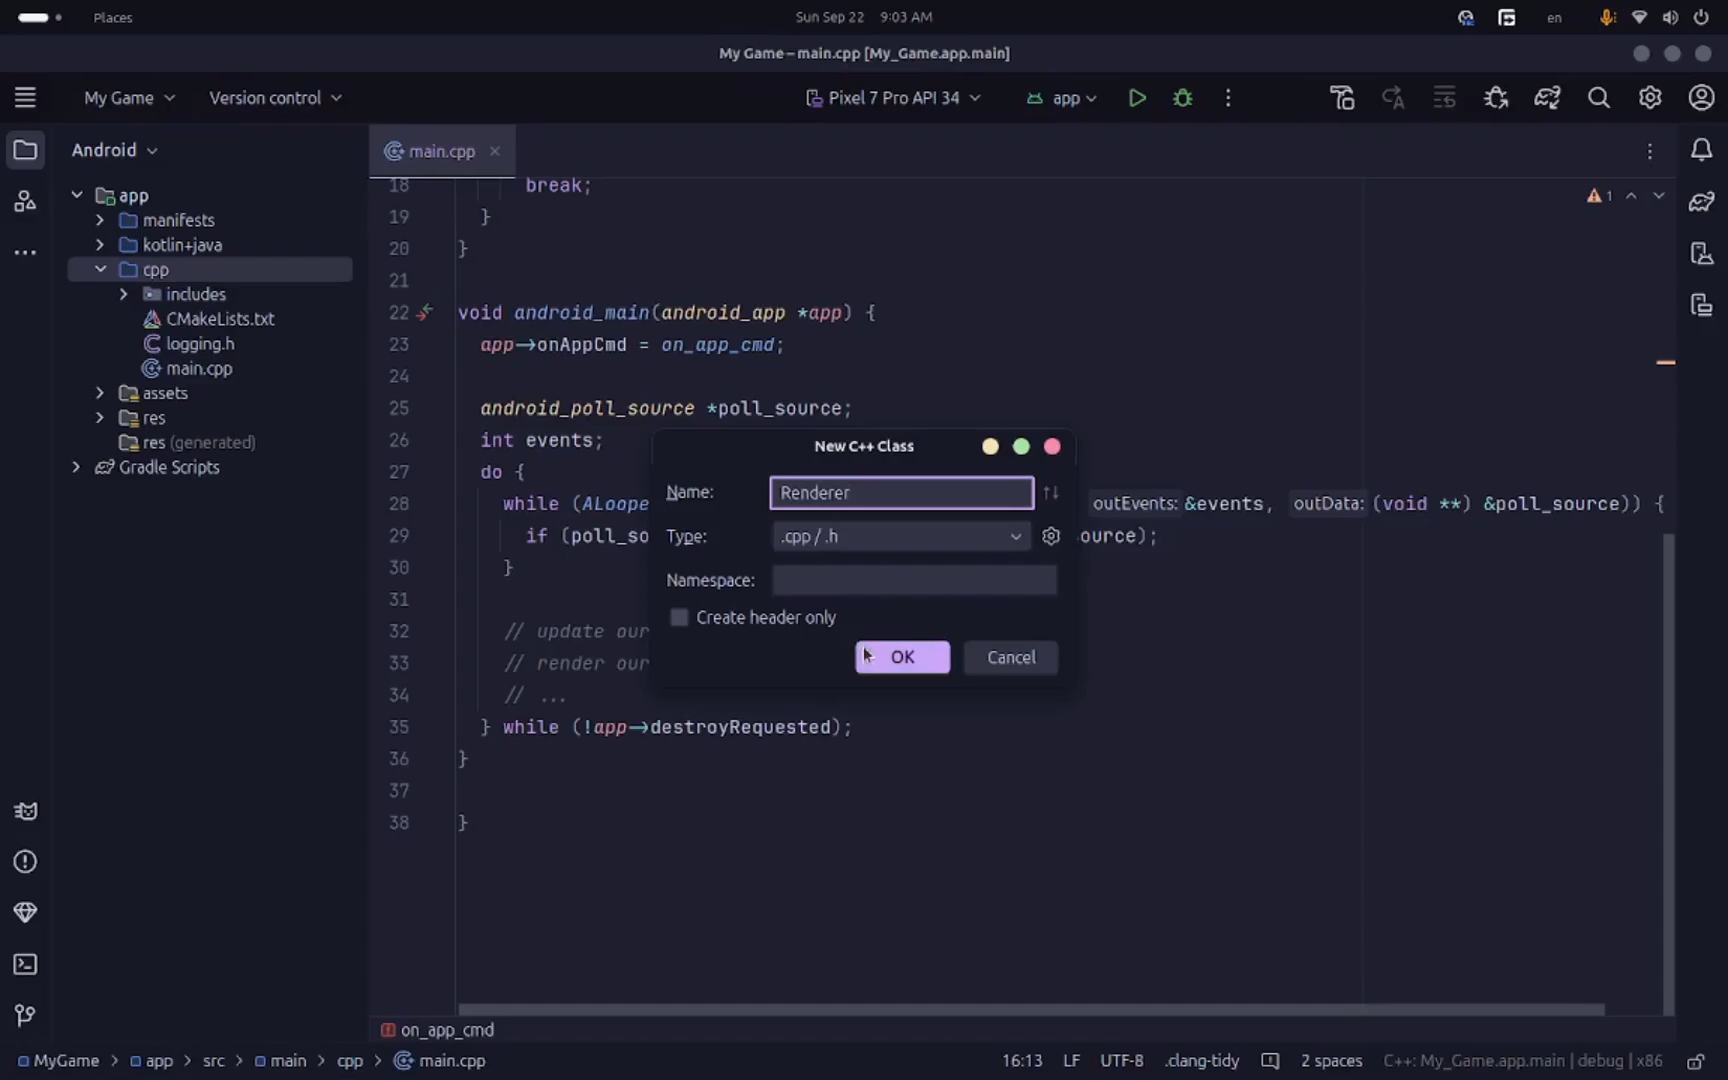 Places
Sun Sep 22 9:03 AM
en
My Game – main.cpp [My_Game.app.main]
My Game
Version control
Pixel 7 Pro API 34
app
Android
main.cpp
app
manifests
kotlin+java
cpp
includes
CMakeLists.txt
logging.h
main.cpp
assets
res
res (generated)
Gradle Scripts
1
18 break;
19 }
20 }
21
22 void android_main(android_app *app) {
23 app->onAppCmd = on_app_cmd;
24
25 android_poll_source *poll_source;
26 int events;
27 do {
28 while (ALoope outEvents: &events, outData: (void **) &poll_source)) {
29 if (poll_so ource);
30 }
31
32 // update our
33 // render our
34 // ...
35 } while (!app->destroyRequested);
36 }
37
38 }
New C++ Class
Name: Renderer
Type: .cpp / .h
Namespace:
Create header only
OK
Cancel
on_app_cmd
MyGame > app > src > main > cpp > main.cpp
16:13 LF UTF-8 .clang-tidy 2 spaces C++: My_Game.app.main | debug | x86